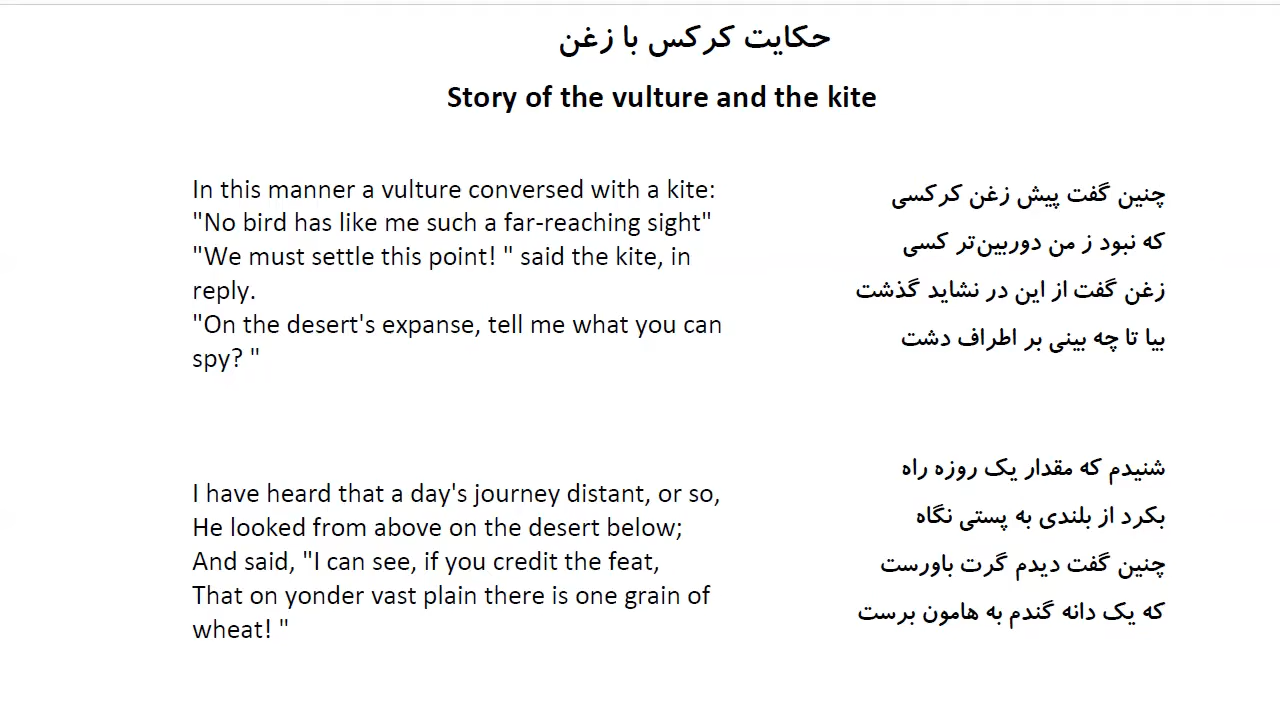 حکایت کرکس با زغن
Story of the vulture and the kite
In this manner a vulture conversed with a kite:
"No bird has like me such a far-reaching sight"
"We must settle this point! " said the kite, in
reply.
"On the desert's expanse, tell me what you can
spy? "
چنین گفت پیش زغن کرکسی
که نبود ز من دوربین‌تر کسی
زغن گفت از این در نشاید گذشت
بیا تا چه بینی بر اطراف دشت
I have heard that a day's journey distant, or so,
He looked from above on the desert below;
And said, "I can see, if you credit the feat,
That on yonder vast plain there is one grain of
wheat! "
شنیدم که مقدار یک روزه راه
بکرد از بلندی به پستی نگاه
چنین گفت دیدم گرت باورست
که یک دانه گندم به هامون برست